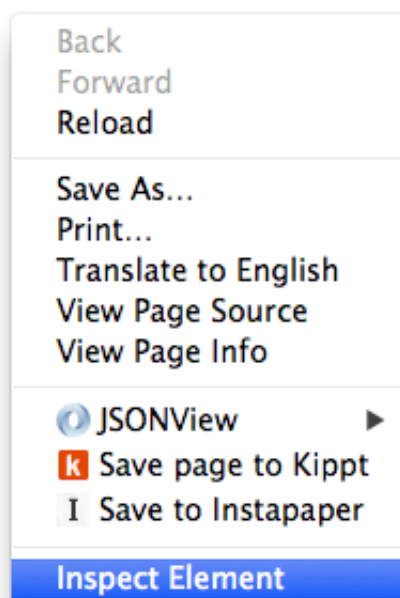 Back
Forward
Reload
Save As...
Print...
Translate to English
View Page Source
View Page Info
JSONView
k Save page to Kippt
I Save to Instapaper
Inspect Element